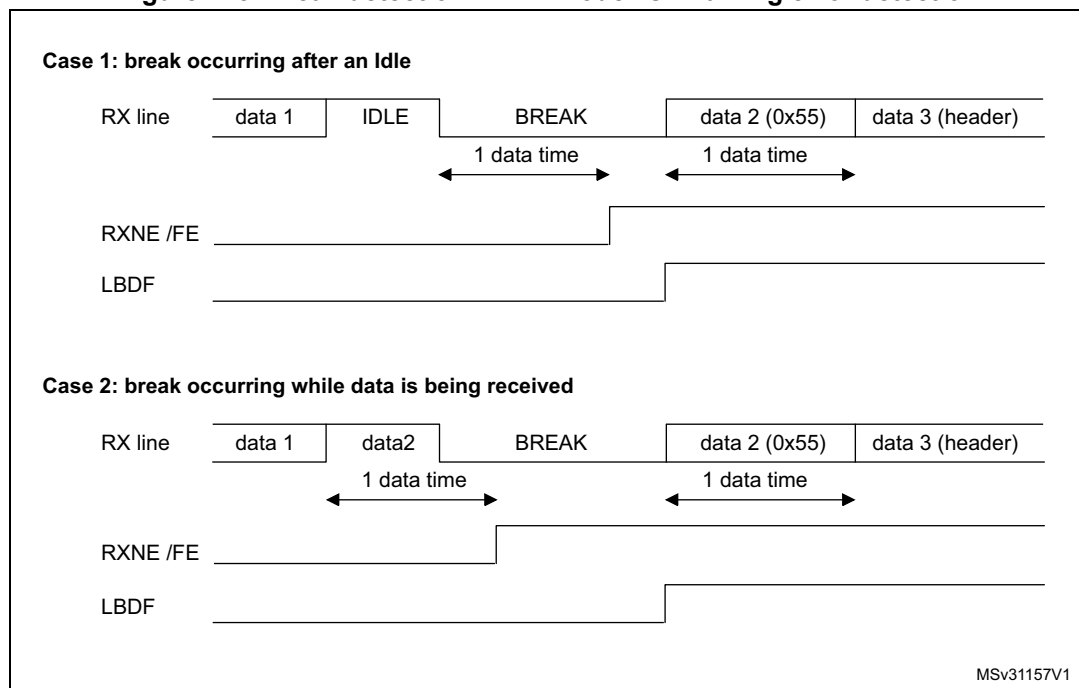 Case 1: break occurring after an Idle
RX line data 1 IDLE BREAK data 2 (0x55) data 3 (header)
1 data time 1 data time
RXNE /FE
LBDF
Case 2: break occurring while data is being received
RX line data 1 data2 BREAK data 2 (0x55) data 3 (header)
1 data time 1 data time
RXNE /FE
LBDF
MSv31157V1